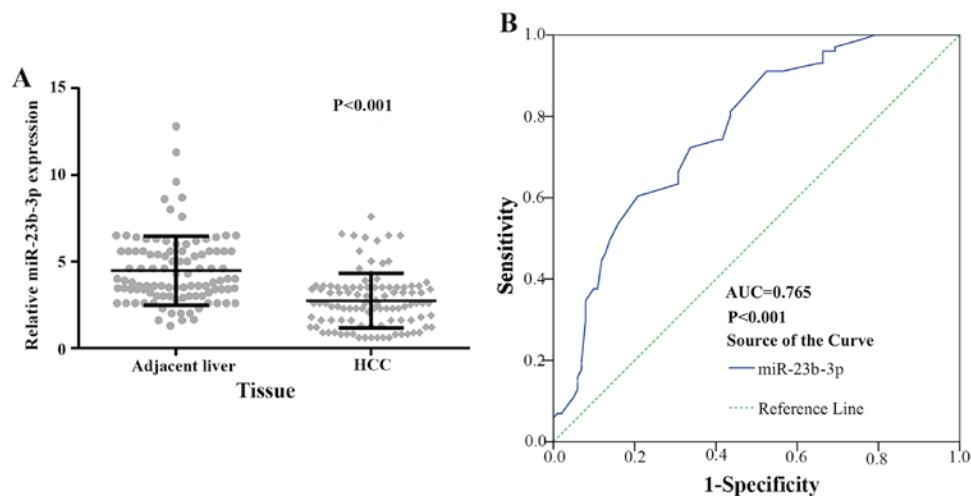 A
Relative miR-23b-3p expression
15
10
5
0
P<0.001
Adjacent liver
HCC
Tissue
B
Sensitivity
1.0
0.8
0.6
0.4
0.2
0.0
AUC=0.765
P<0.001
Source of the Curve
miR-23b-3p
Reference Line
0.0 0.2 0.4 0.6 0.8 1.0
1-Specificity